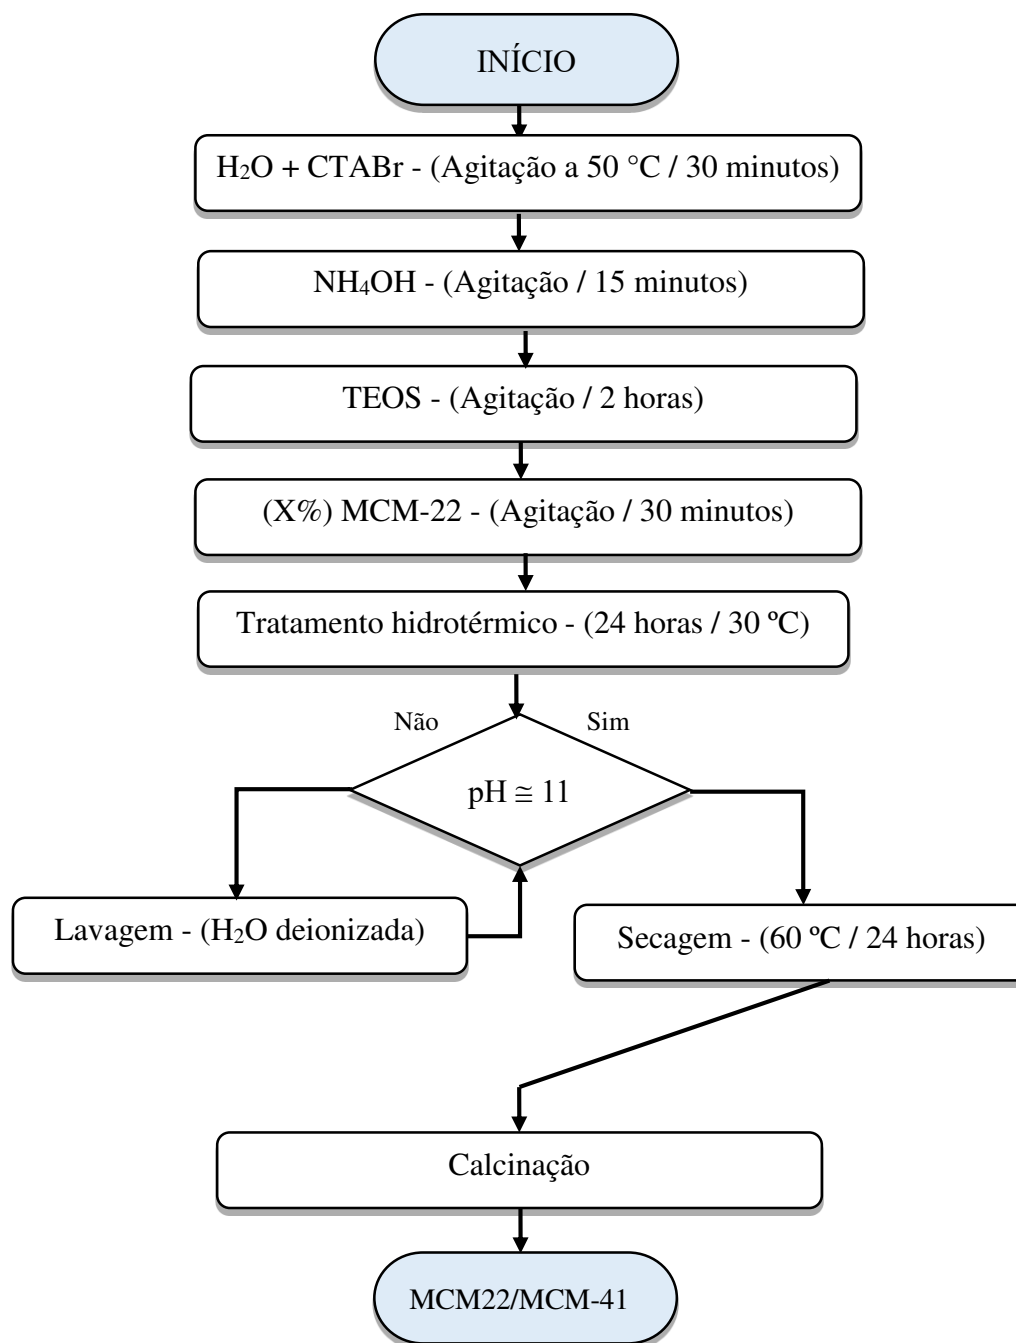 INÍCIO
H₂O + CTABr - (Agitação a 50 °C / 30 minutos)
NH₄OH - (Agitação / 15 minutos)
TEOS - (Agitação / 2 horas)
(X%) MCM-22 - (Agitação / 30 minutos)
Tratamento hidrotérmico - (24 horas / 30 ºC)
Não
Sim
pH ≅ 11
Lavagem - (H₂O deionizada)
Secagem - (60 ºC / 24 horas)
Calcinação
MCM22/MCM-41